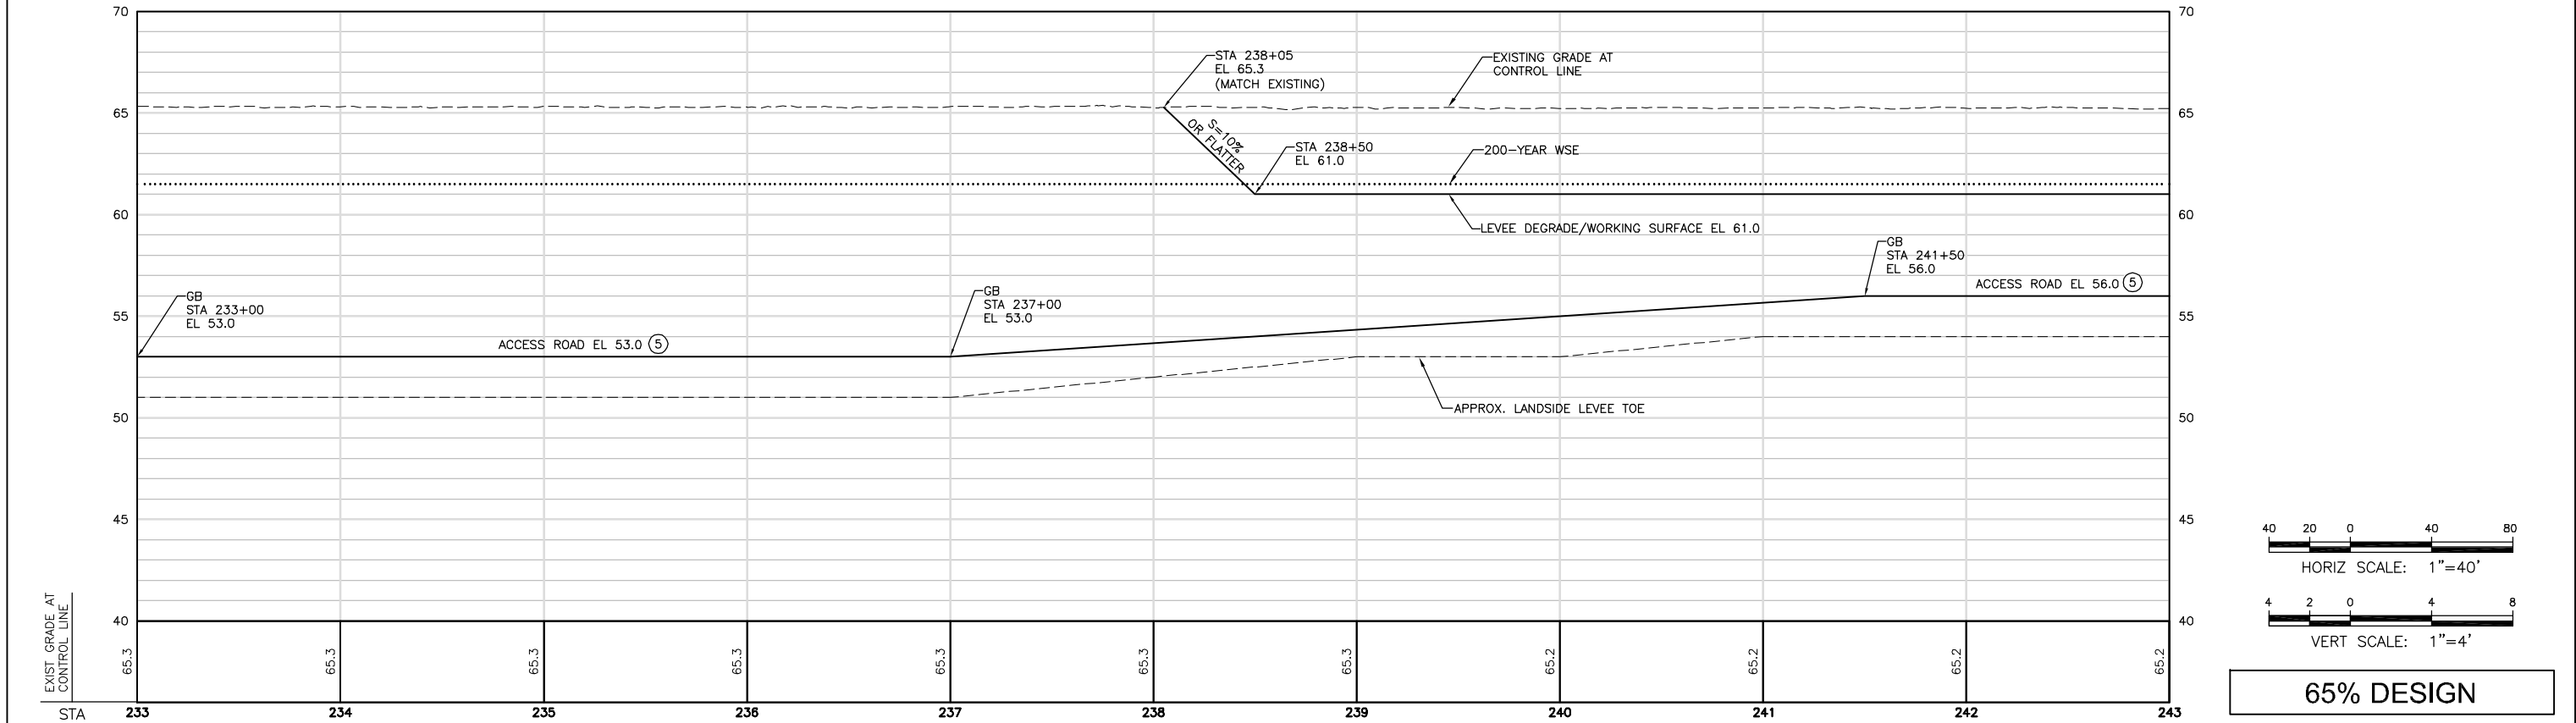 70
70
STA 238+05
EL 65.3
(MATCH EXISTING)
EXISTING GRADE AT
CONTROL LINE
65
65
S=10%
OR FLATTER
STA 238+50
EL 61.0
200-YEAR WSE
60
60
LEVEE DEGRADE/WORKING SURFACE EL 61.0
GB
STA 241+50
EL 56.0
ACCESS ROAD EL 56.0 5
GB
STA 233+00
EL 53.0
GB
STA 237+00
EL 53.0
55
55
ACCESS ROAD EL 53.0 5
APPROX. LANDSIDE LEVEE TOE
50
50
45
45
40 20 0 40 80
HORIZ SCALE: 1"=40'
4 2 0 4 8
VERT SCALE: 1"=4'
40
40
EXIST GRADE AT
CONTROL LINE
65.3 65.3 65.3 65.3 65.3 65.3 65.3 65.2 65.2 65.2 65.2
65% DESIGN
STA 233 234 235 236 237 238 239 240 241 242 243